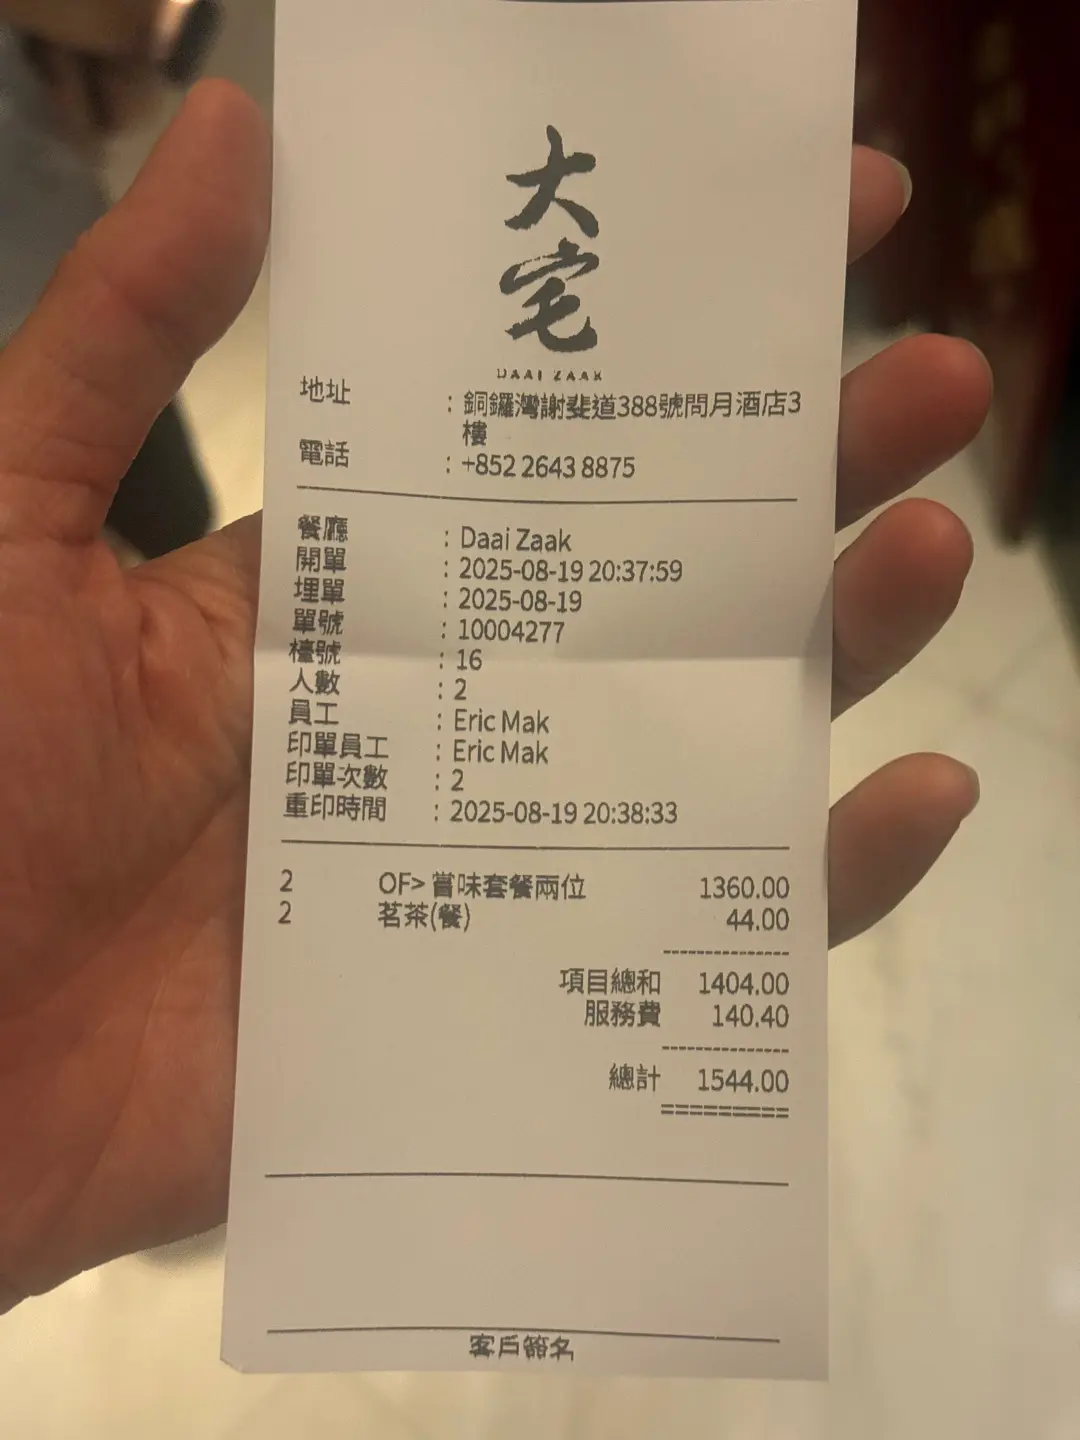 大
宅
DAAI ZAAK
地址 : 銅鑼灣謝斐道388號問月酒店3
樓
電話 : +852 2643 8875
餐廳 : Daai Zaak
開單 : 2025-08-19 20:37:59
埋單 : 2025-08-19
單號 : 10004277
檯號 : 16
人數 : 2
員工 : Eric Mak
印單員工 : Eric Mak
印單次數 : 2
重印時間 : 2025-08-19 20:38:33
2 OF> 嘗味套餐兩位 1360.00
2 茗茶(餐) 44.00
---------------
項目總和 1404.00
服務費 140.40
---------------
總計 1544.00
=========
客戶簽名